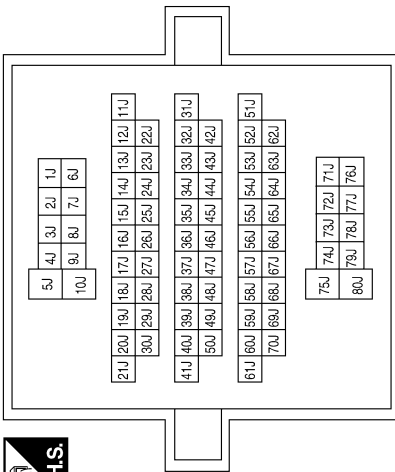 H.S.
5J 4J 3J 2J 1J
10J 9J 8J 7J 6J
21J 20J 19J 18J 17J 16J 15J 14J 13J 12J 11J
30J 29J 28J 27J 26J 25J 24J 23J 22J
41J 40J 39J 38J 37J 36J 35J 34J 33J 32J 31J
50J 49J 48J 47J 46J 45J 44J 43J 42J
61J 60J 59J 58J 57J 56J 55J 54J 53J 52J 51J
70J 69J 68J 67J 66J 65J 64J 63J 62J
75J 74J 73J 72J 71J
80J 79J 78J 77J 76J